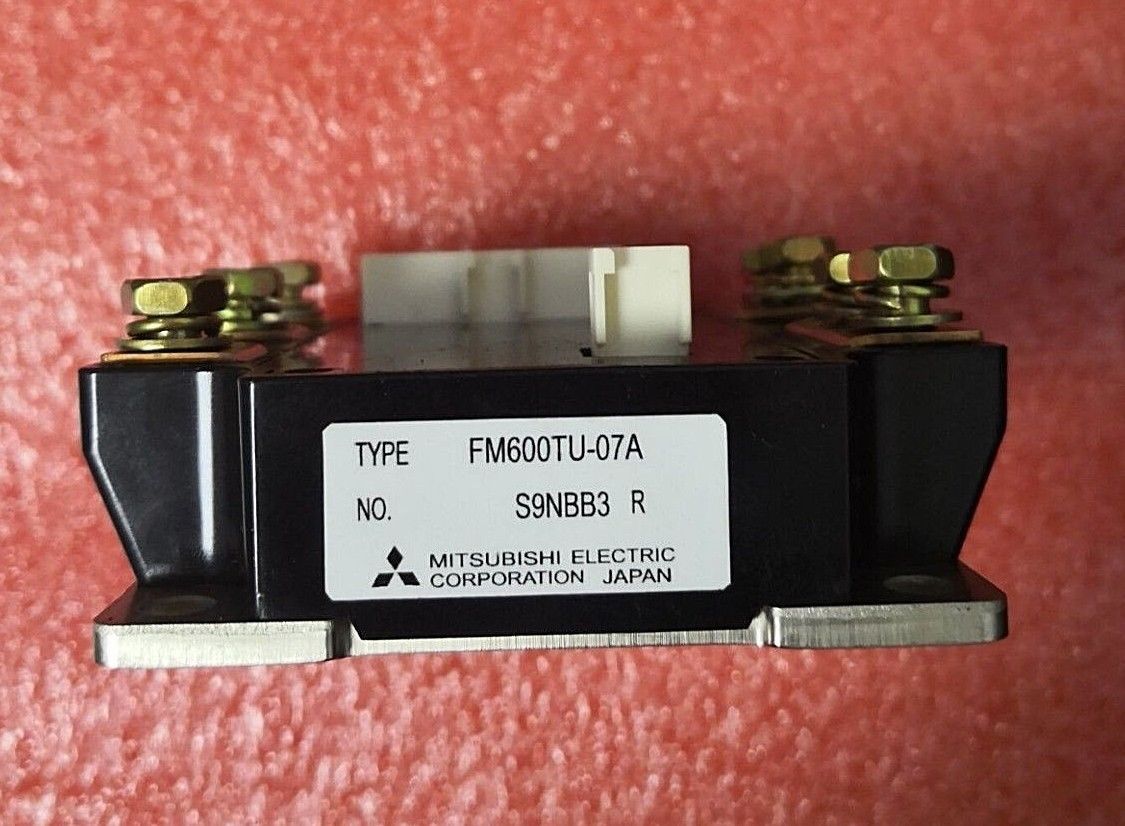 TYPE FM600TU-07A
NO. S9NBB3 R
MITSUBISHI ELECTRIC
CORPORATION JAPAN